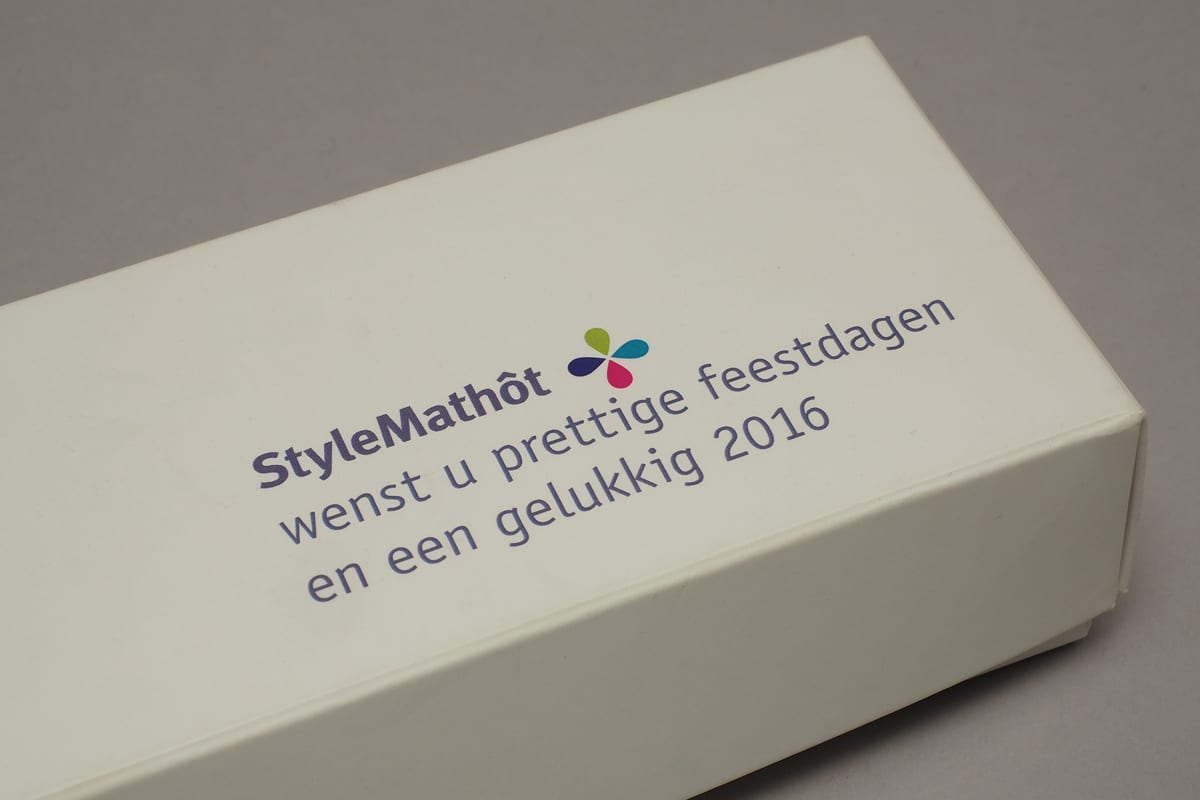 StyleMathôt
wenst u prettige feestdagen
en een gelukkig 2016